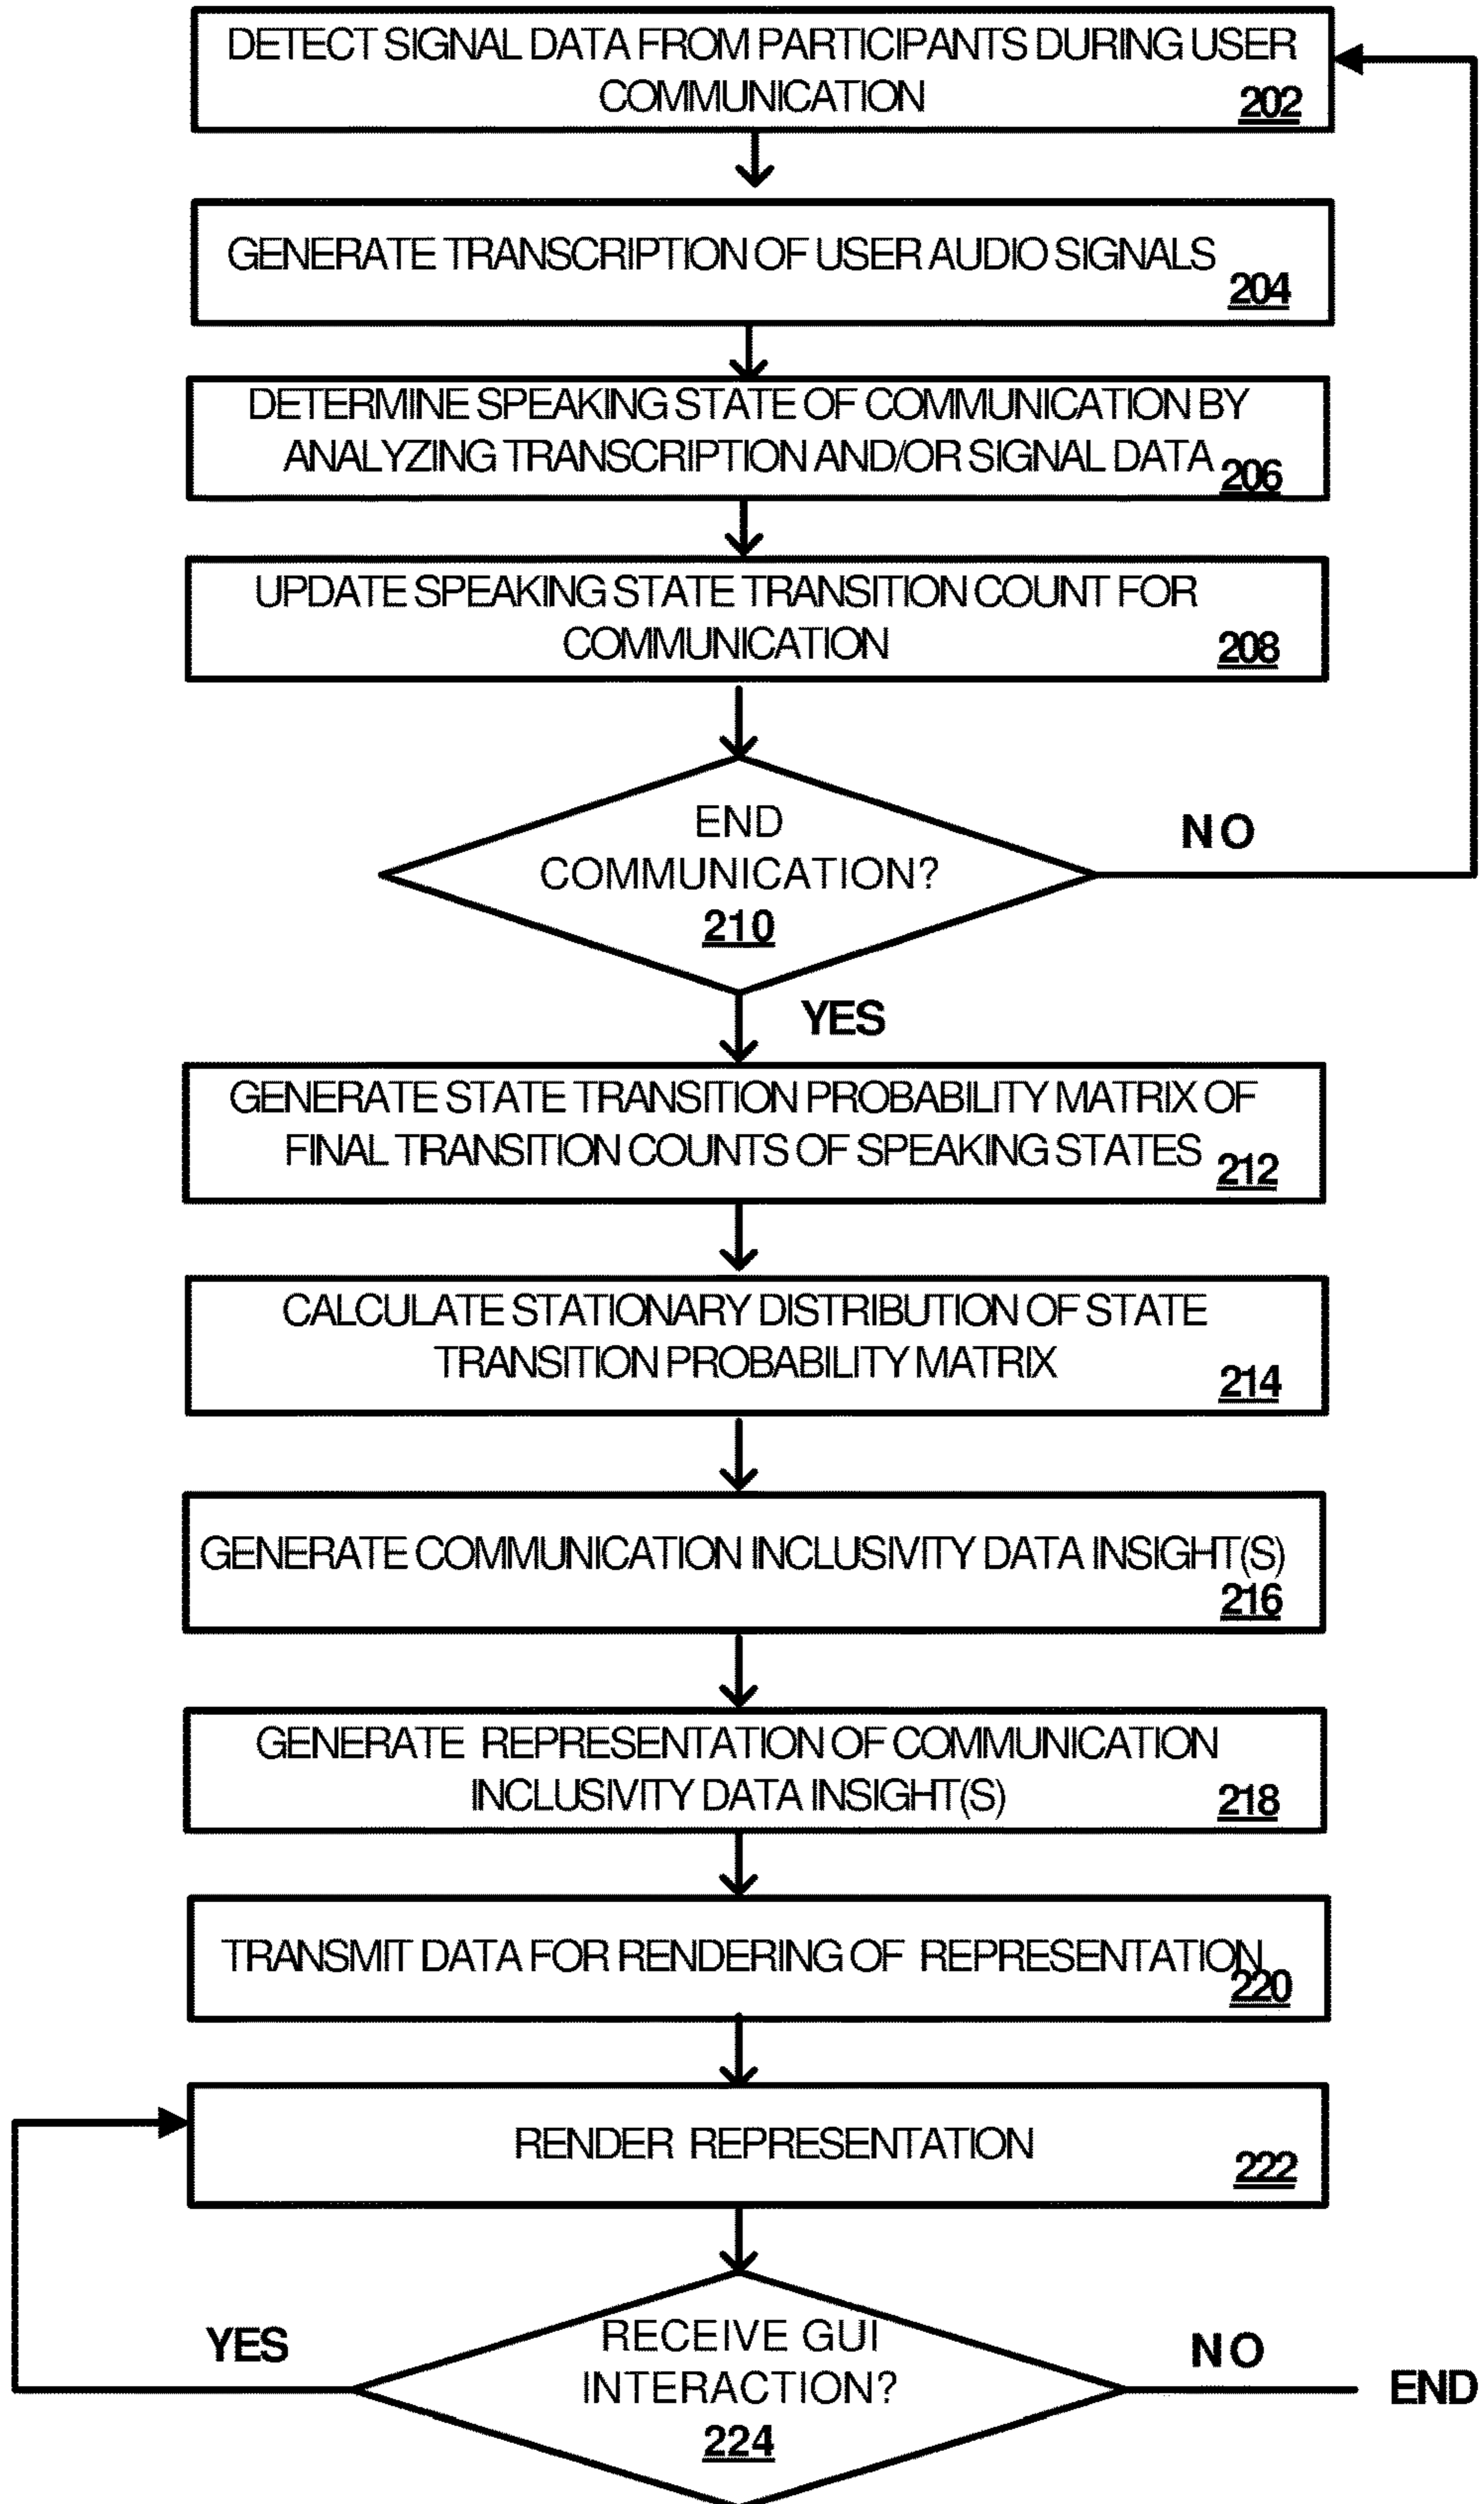 DETECT SIGNAL DATA FROM PARTICIPANTS DURING USER
COMMUNICATION
202
GENERATE TRANSCRIPTION OF USER AUDIO SIGNALS
204
DETERMINE SPEAKING STATE OF COMMUNICATION BY
ANALYZING TRANSCRIPTION AND/OR SIGNAL DATA
206
UPDATE SPEAKING STATE TRANSITION COUNT FOR
COMMUNICATION
208
END
COMMUNICATION?
210
NO
YES
GENERATE STATE TRANSITION PROBABILITY MATRIX OF
FINAL TRANSITION COUNTS OF SPEAKING STATES
212
CALCULATE STATIONARY DISTRIBUTION OF STATE
TRANSITION PROBABILITY MATRIX
214
GENERATE COMMUNICATION INCLUSIVITY DATA INSIGHT(S)
216
GENERATE REPRESENTATION OF COMMUNICATION
INCLUSIVITY DATA INSIGHT(S)
218
TRANSMIT DATA FOR RENDERING OF REPRESENTATION
220
RENDER REPRESENTATION
222
YES
RECEIVE GUI
INTERACTION?
224
NO
END